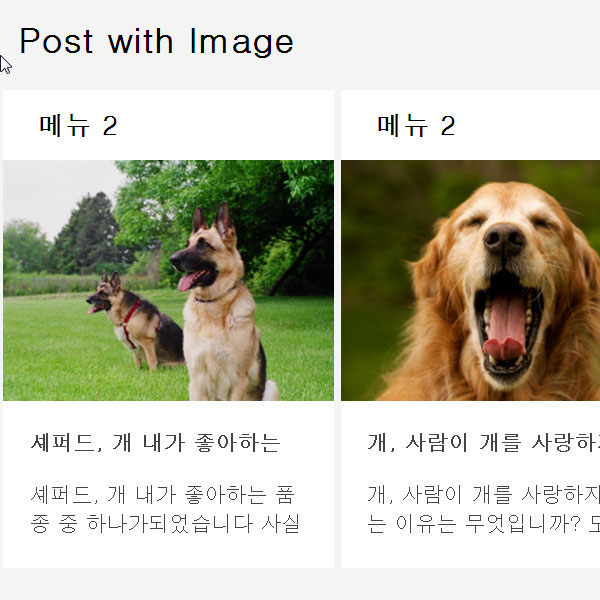 Post with Image
메뉴 2
셰퍼드, 개 내가 좋아하는
셰퍼드, 개 내가 좋아하는 품
종 중 하나가되었습니다 사실
메뉴 2
개, 사람이 개를 사랑하
개, 사람이 개를 사랑하지
는 이유는 무엇입니까?